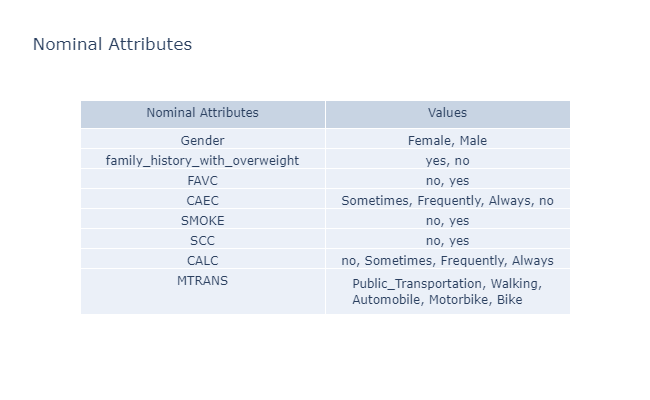 Nominal Attributes
Nominal Attributes Values
Gender Female, Male
family_history_with_overweight yes, no
FAVC no, yes
CAEC Sometimes, Frequently, Always, no
SMOKE no, yes
SCC no, yes
CALC no, Sometimes, Frequently, Always
MTRANS Public_Transportation, Walking,
Automobile, Motorbike, Bike